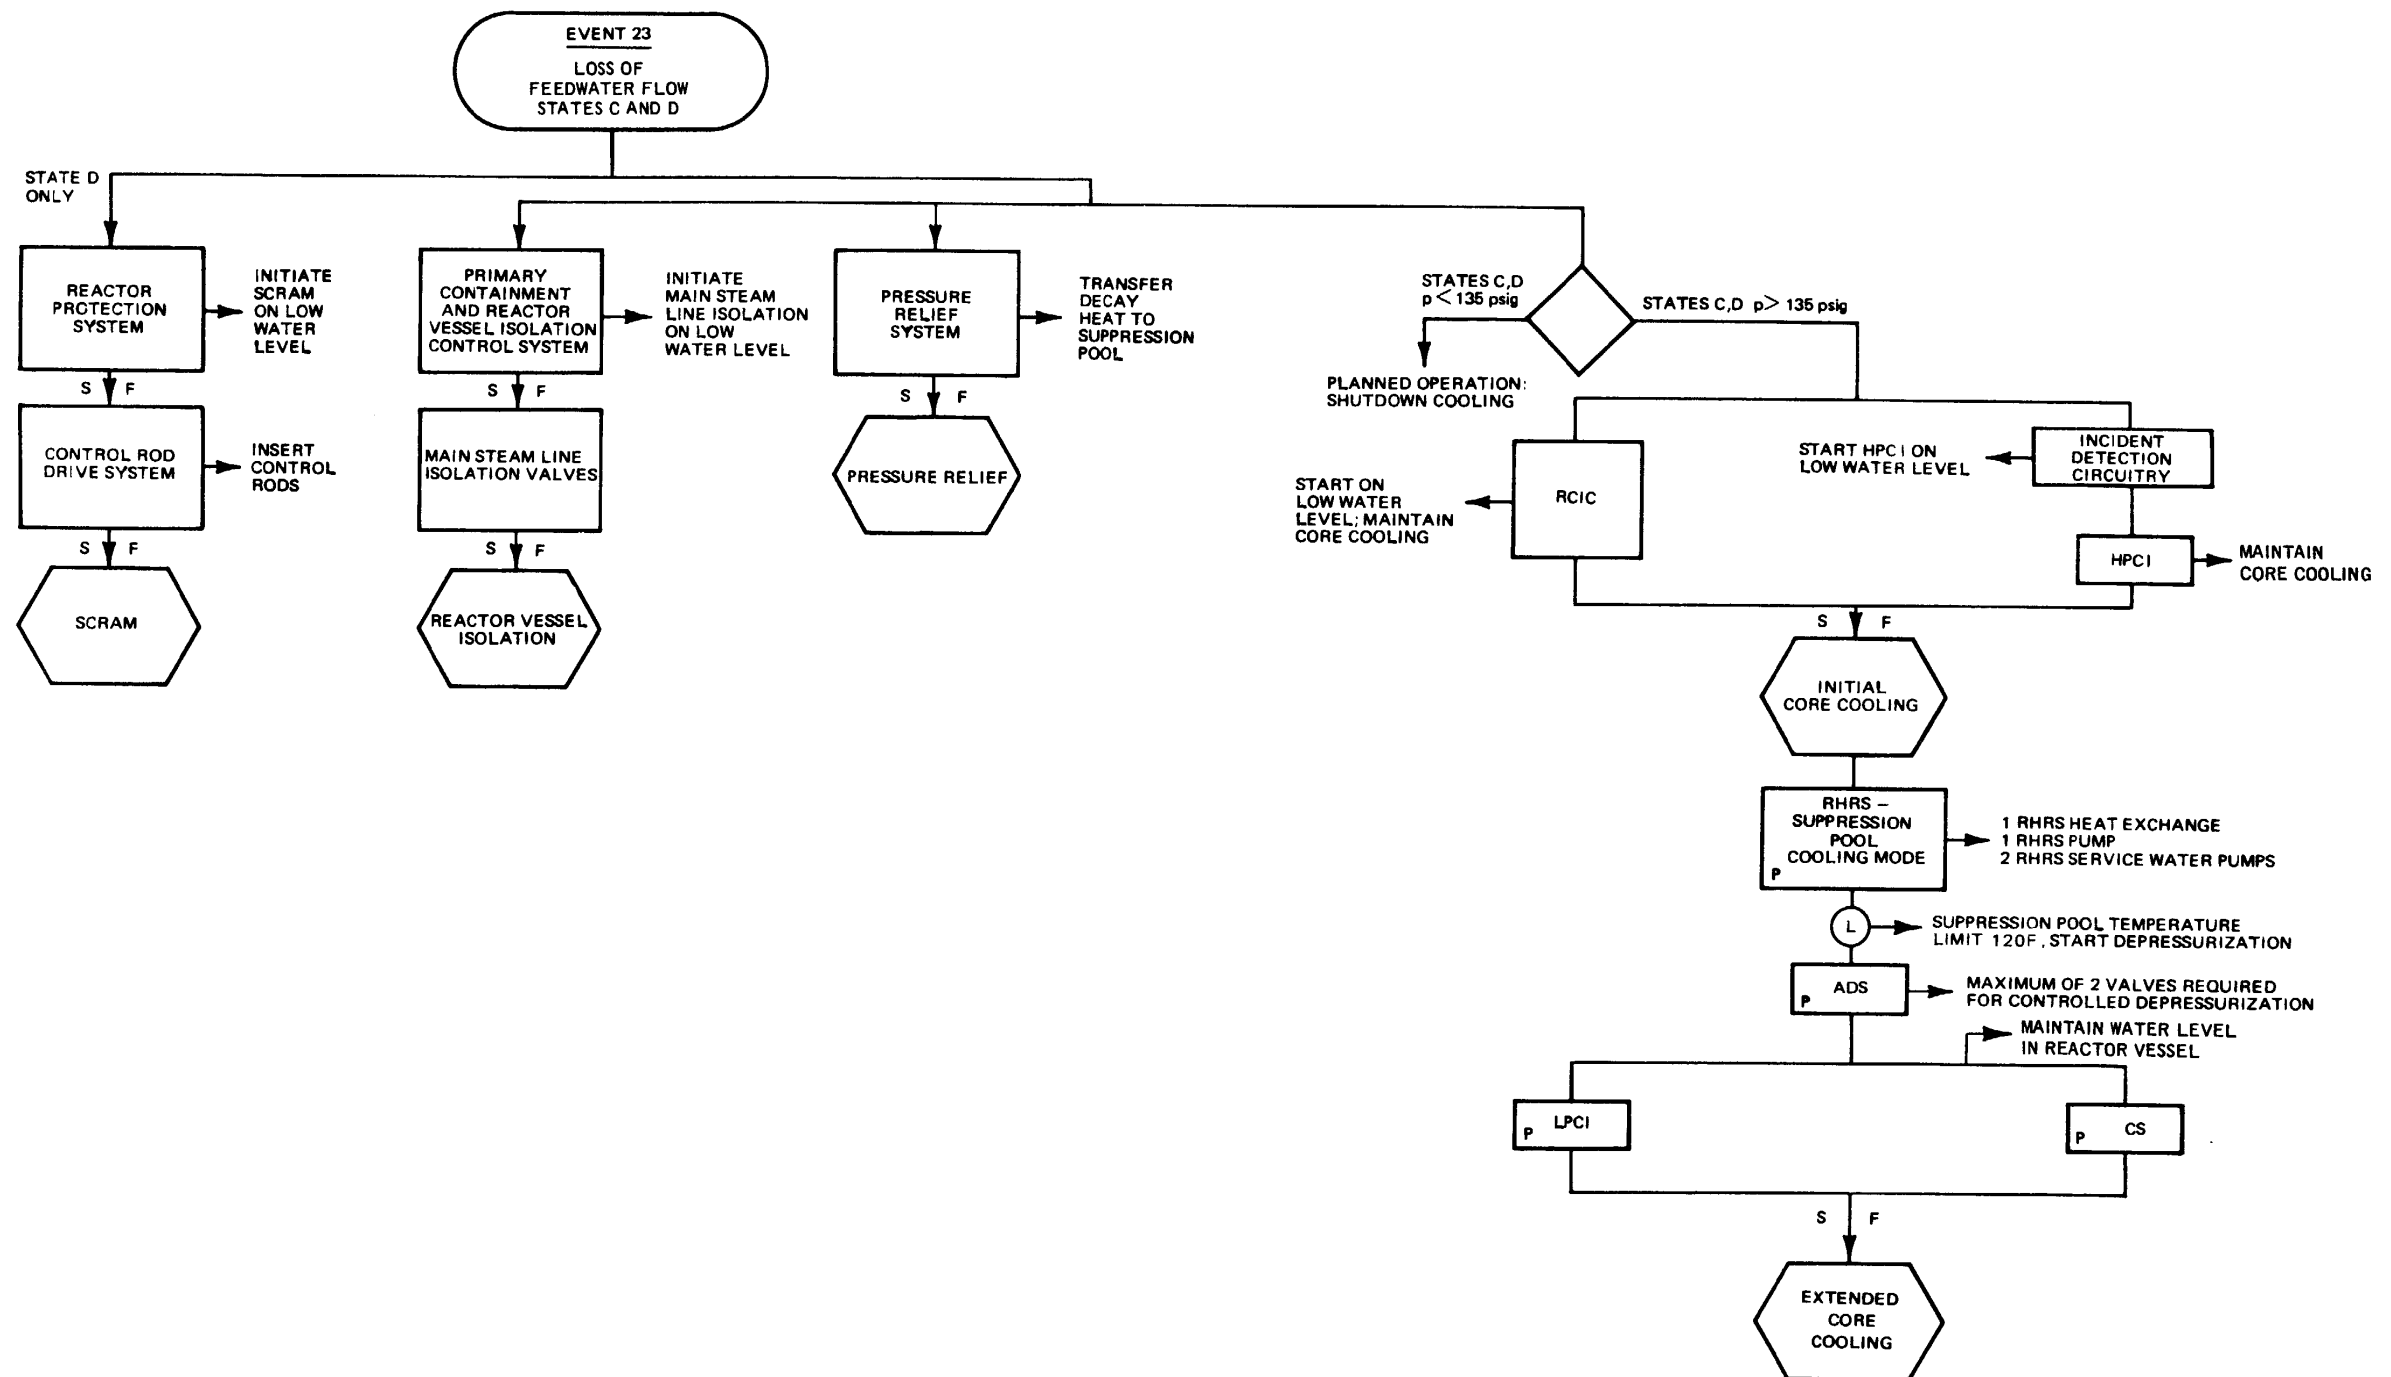 EVENT 23
LOSS OF
FEEDWATER FLOW
STATES C AND D
STATE D
ONLY
REACTOR
PROTECTION
SYSTEM
INITIATE
SCRAM
ON LOW
WATER
LEVEL
S F
CONTROL ROD
DRIVE SYSTEM
INSERT
CONTROL
RODS
S F
SCRAM
PRIMARY
CONTAINMENT
AND REACTOR
VESSEL ISOLATION
CONTROL SYSTEM
INITIATE
MAIN STEAM
LINE ISOLATION
ON LOW
WATER LEVEL
S F
MAIN STEAM LINE
ISOLATION VALVES
S F
REACTOR VESSEL
ISOLATION
PRESSURE
RELIEF
SYSTEM
TRANSFER
DECAY
HEAT TO
SUPPRESSION
POOL
S F
PRESSURE RELIEF
STATES C,D
p < 135 psig
STATES C,D p > 135 psig
PLANNED OPERATION:
SHUTDOWN COOLING
RCIC
START ON
LOW WATER
LEVEL; MAINTAIN
CORE COOLING
INCIDENT
DETECTION
CIRCUITRY
START HPCI ON
LOW WATER LEVEL
HPCI
MAINTAIN
CORE COOLING
S F
INITIAL
CORE COOLING
RHRS –
SUPPRESSION
POOL
COOLING MODE
P
1 RHRS HEAT EXCHANGE
1 RHRS PUMP
2 RHRS SERVICE WATER PUMPS
L
SUPPRESSION POOL TEMPERATURE
LIMIT 120F, START DEPRESSURIZATION
ADS
P
MAXIMUM OF 2 VALVES REQUIRED
FOR CONTROLLED DEPRESSURIZATION
MAINTAIN WATER LEVEL
IN REACTOR VESSEL
LPCI
P
CS
P
S F
EXTENDED
CORE
COOLING